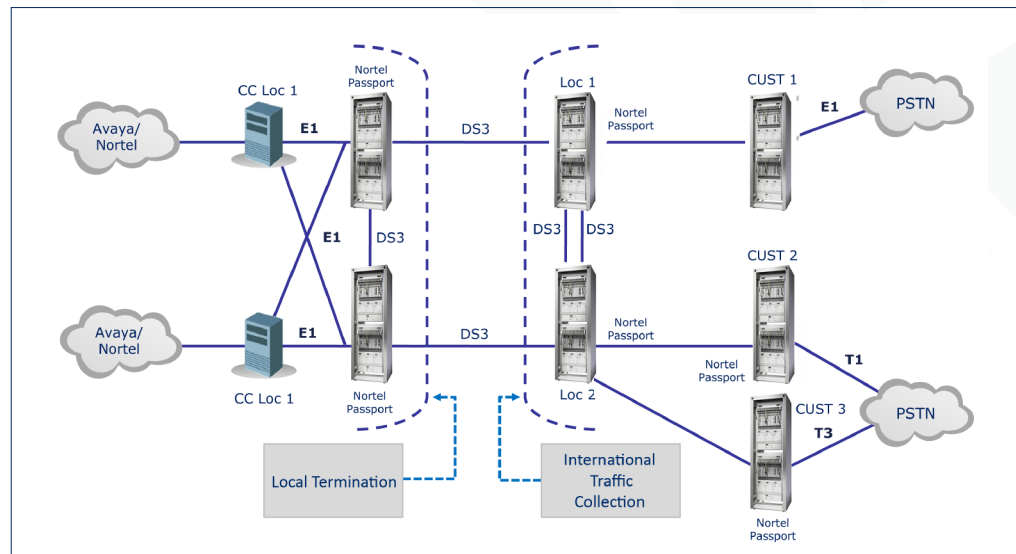 Nortel
Passport
Loc 1
CUST 1
CC Loc 1
E1
PSTN
Avaya/
Nortel
E1
DS3
Nortel
Passport
E1
DS3
DS3
DS3
CUST 2
Avaya/
Nortel
E1
DS3
Nortel
Passport
T1
CC Loc 1
Nortel
Passport
Loc 2
Nortel
Passport
CUST 3
PSTN
T3
Local Termination
International
Traffic
Collection
Nortel
Passport